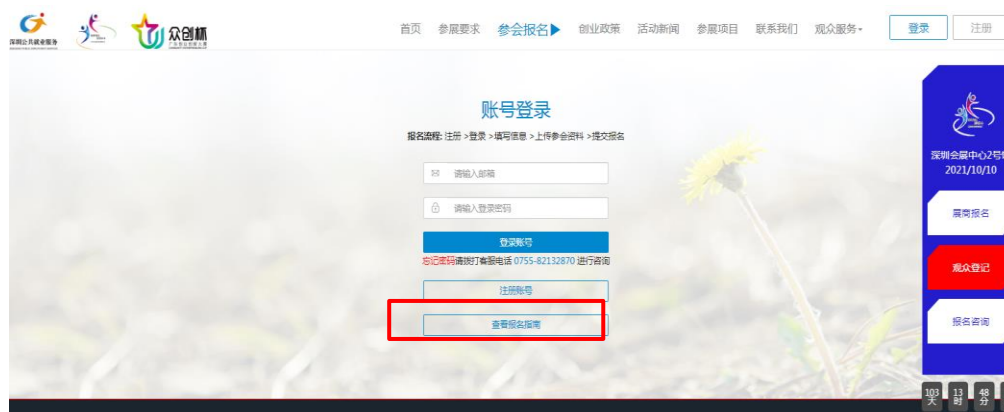 深圳公共就业服务
众创杯
首页 参展要求 参会报名▶ 创业政策 活动新闻 参展项目 联系我们 观众服务
登录 注册
账号登录
报名流程: 注册 >登录 >填写信息 >上传参会资料 >提交报名
请输入邮箱
请输入登录密码
登录账号
忘记密码请拨打客服电话 0755-82132870 进行咨询
注册账号
查看报名指南
深圳会展中心2号
2021/10/10
展商报名
观众登记
报名咨询
103 13 48
天 时 分